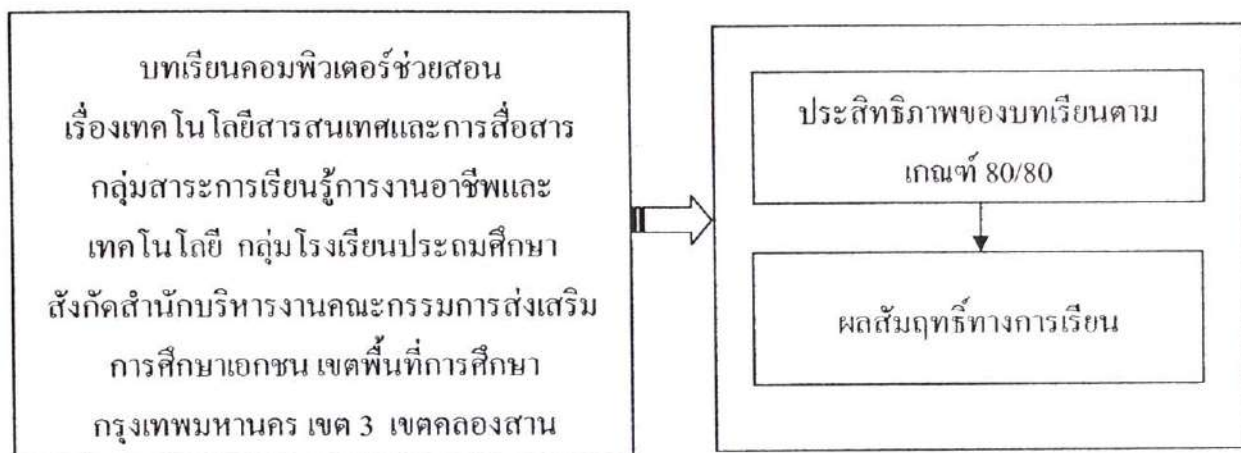 บทเรียนคอมพิวเตอร์ช่วยสอน
เรื่องเทคโนโลยีสารสนเทศและการสื่อสาร
กลุ่มสาระการเรียนรู้การงานอาชีพและ
เทคโนโลยี กลุ่มโรงเรียนประถมศึกษา
สังกัดสำนักบริหารงานคณะกรรมการส่งเสริม
การศึกษาเอกชน เขตพื้นที่การศึกษา
กรุงเทพมหานคร เขต 3 เขตคลองสาน
ประสิทธิภาพของบทเรียนตาม
เกณฑ์ 80/80
ผลสัมฤทธิ์ทางการเรียน